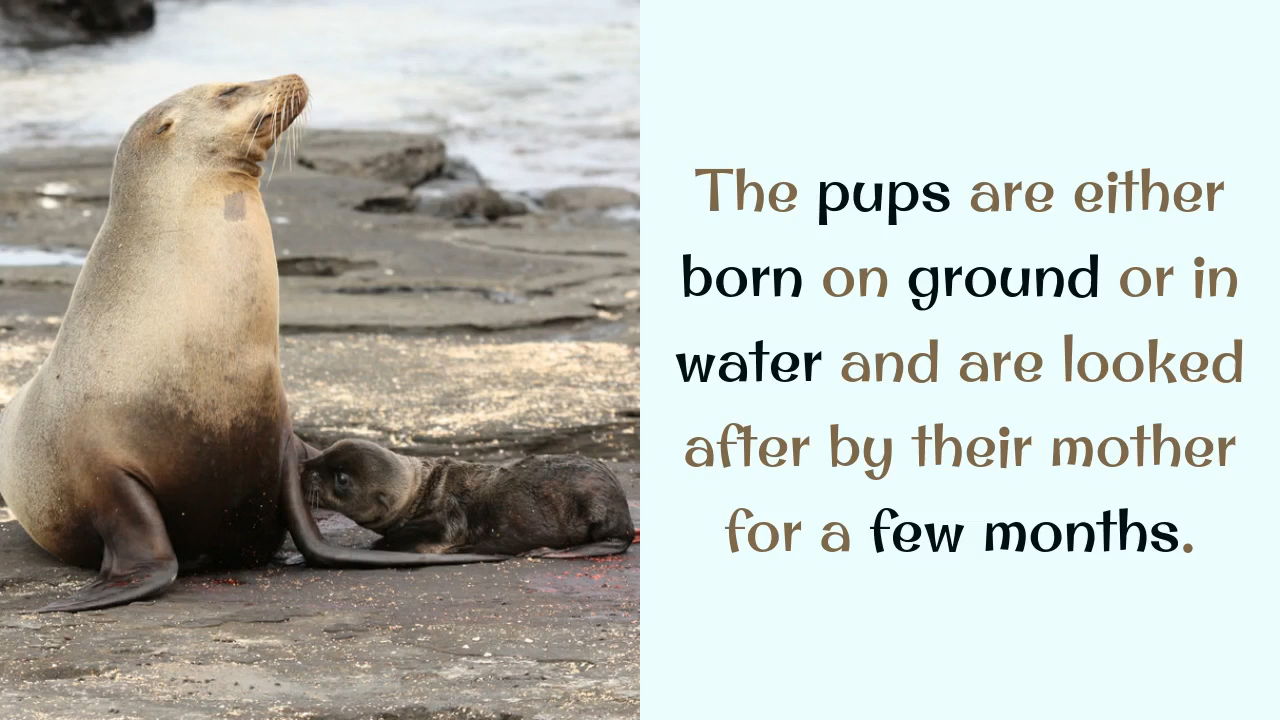 The pups are either
born on ground or in
water and are looked
after by their mother
for a few months.